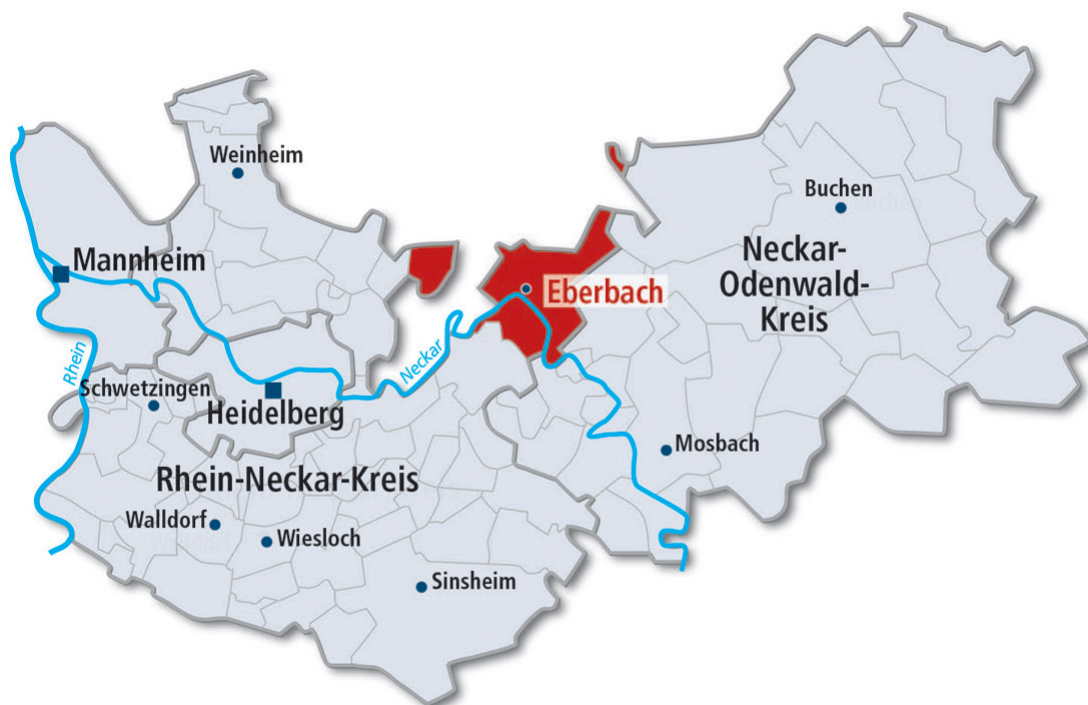 Weinheim
Buchen
Mannheim
Neckar-
Odenwald-
Kreis
Eberbach
Rhein
Neckar
Schwetzingen
Heidelberg
Mosbach
Rhein-Neckar-Kreis
Walldorf
Wiesloch
Sinsheim